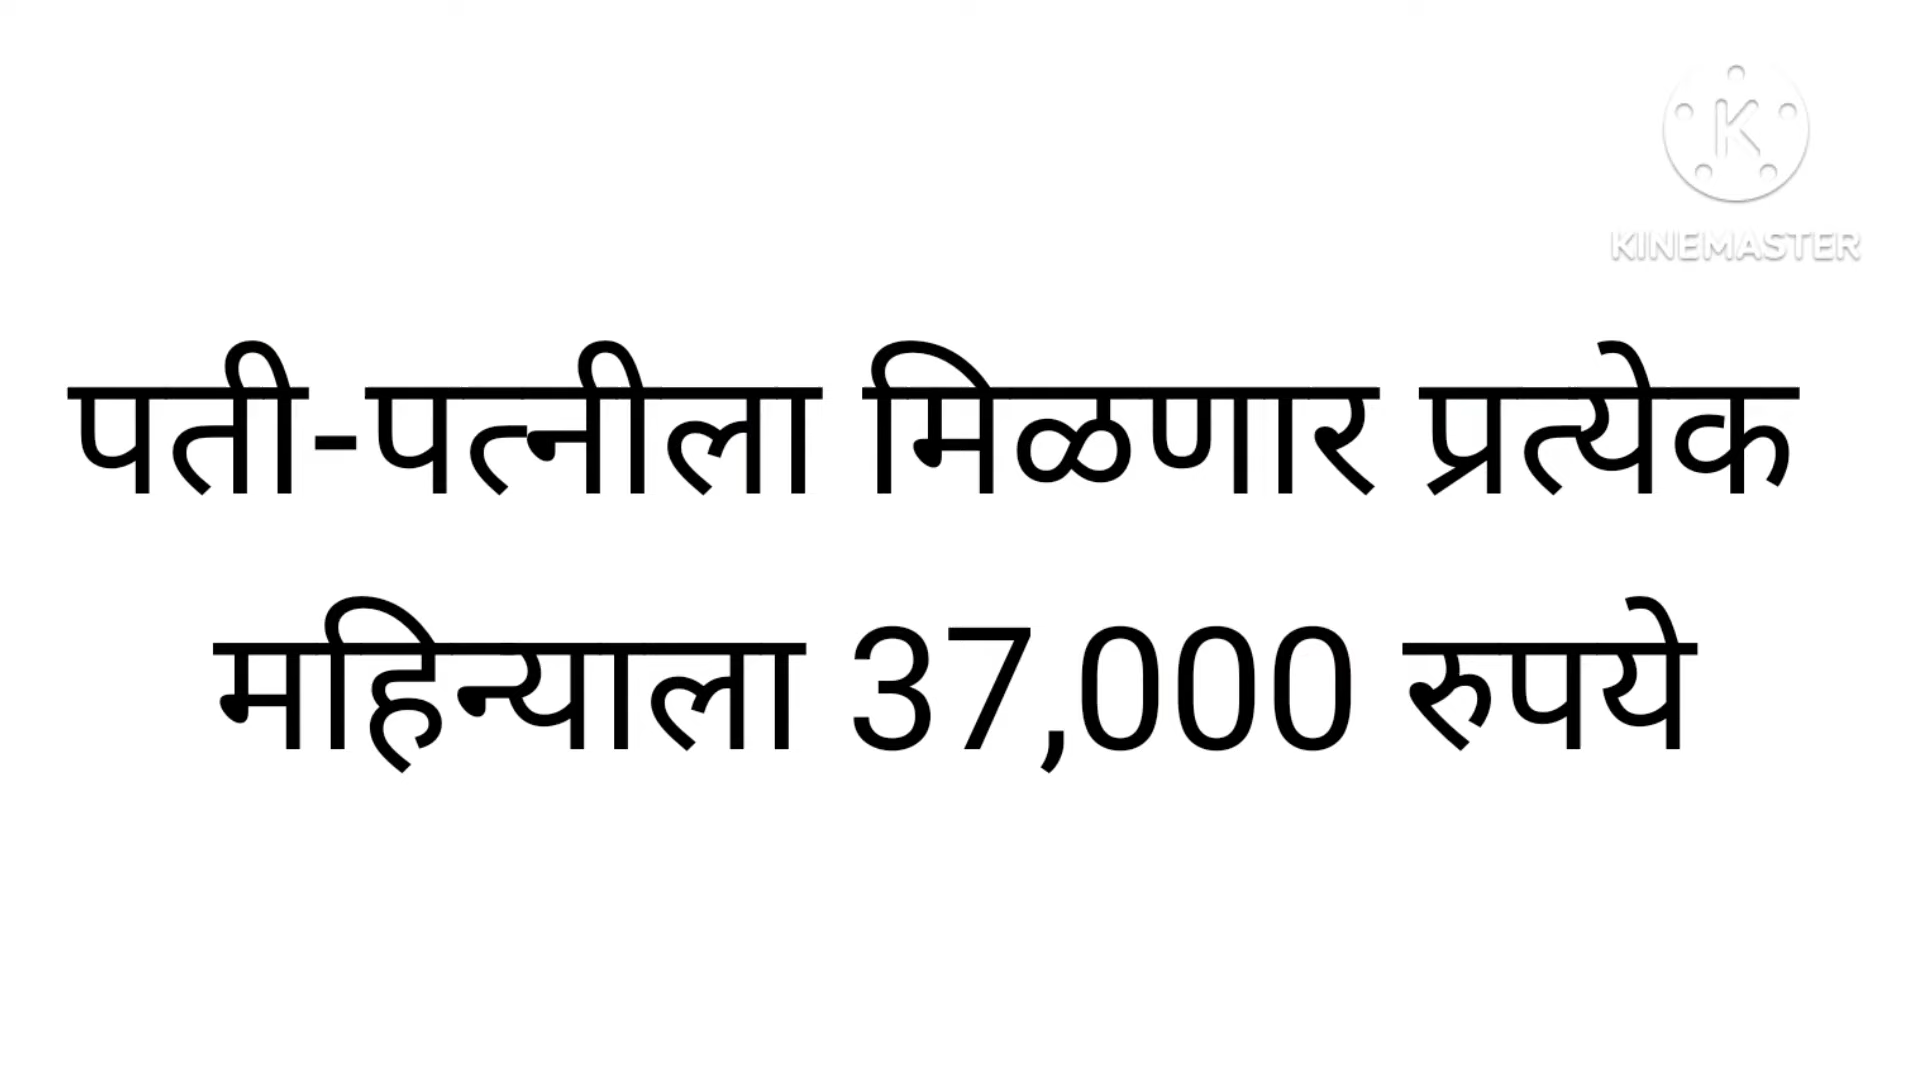 KINEMASTER
पती-पत्नीला मिळणार प्रत्येक
महिन्याला 37,000 रुपये